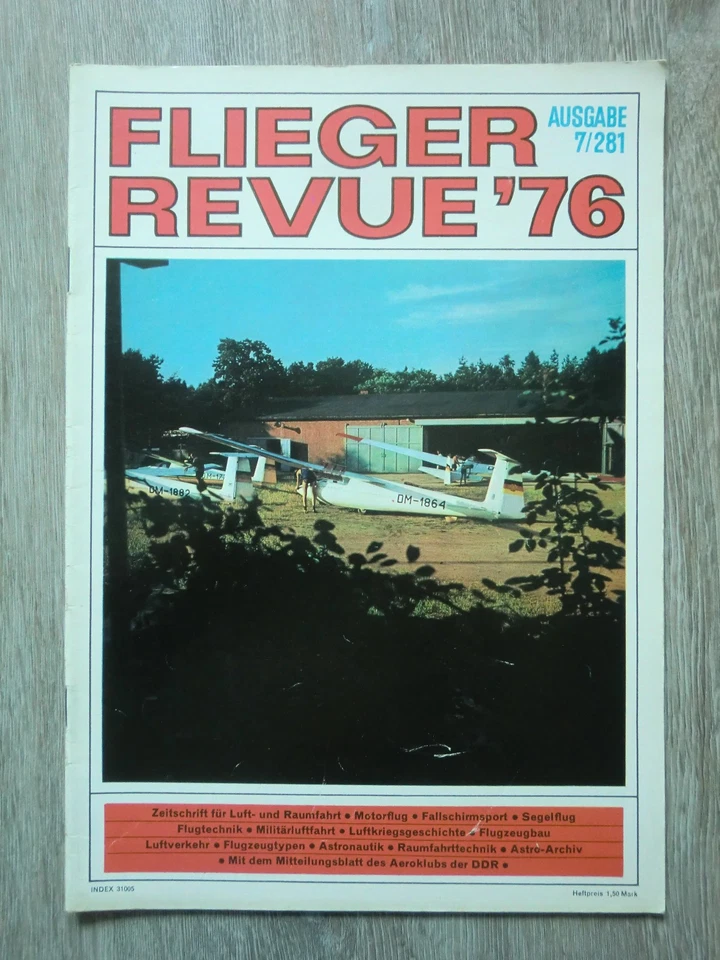 FLIEGER
REVUE '76
AUSGABE
7/281
DM-1882
DM-1864
Zeitschrift für Luft- und Raumfahrt • Motorflug • Fallschirmsport • Segelflug
Flugtechnik • Militärluftfahrt • Luftkriegsgeschichte • Flugzeugbau
Luftverkehr • Flugzeugtypen • Astronautik • Raumfahrttechnik • Astro-Archiv
• Mit dem Mitteilungsblatt des Aeroklubs der DDR •
INDEX 31005
Heftpreis 1,50 Mark